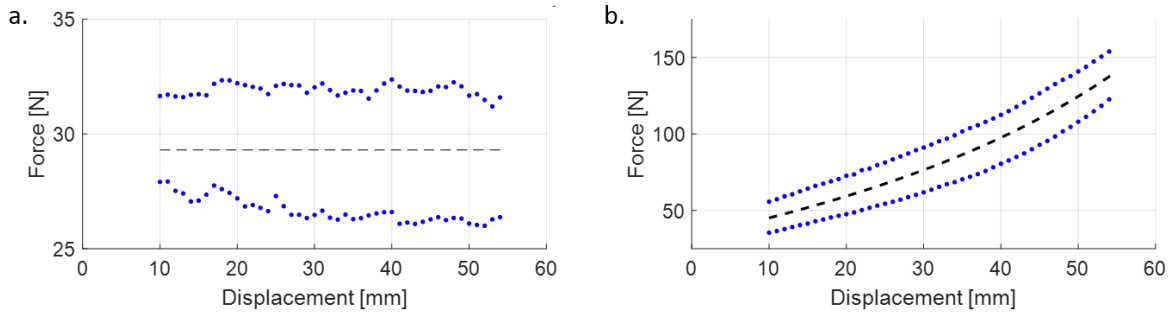 a.
35
30
25
Force [N]
0 10 20 30 40 50 60
Displacement [mm]
b.
150
100
50
Force [N]
0 10 20 30 40 50 60
Displacement [mm]